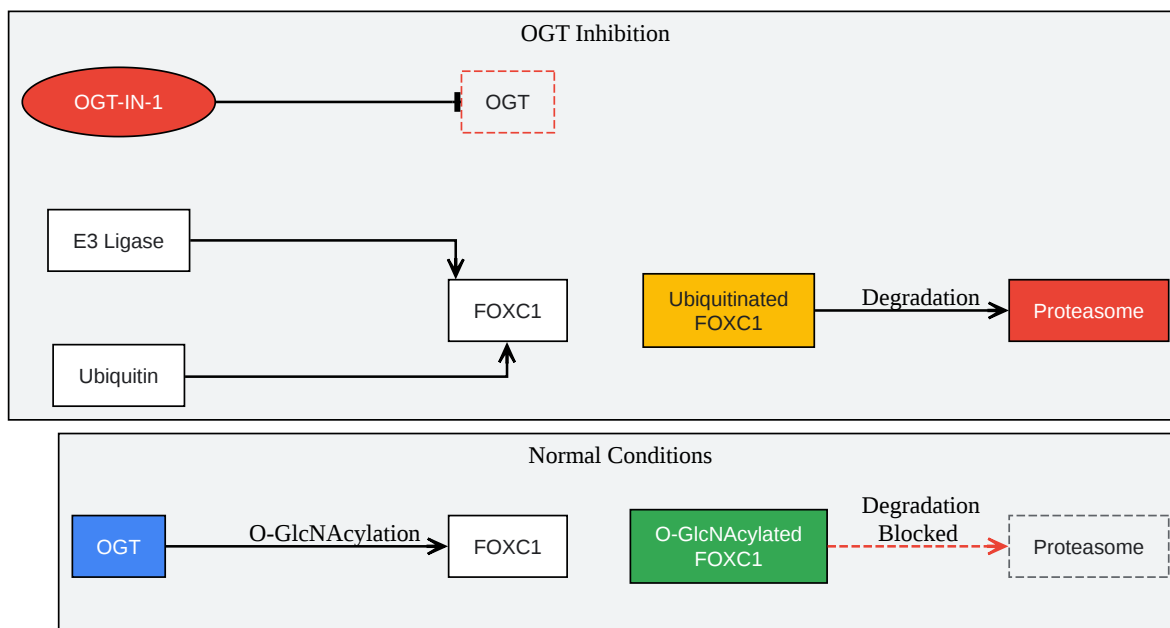 OGT Inhibition
OGT-IN-1
OGT
E3 Ligase
FOXC1
Ubiquitin
Ubiquitinated
FOXC1
Degradation
Proteasome
Normal Conditions
OGT
O-GlcNAcylation
FOXC1
O-GlcNAcylated
FOXC1
Degradation
Blocked
Proteasome